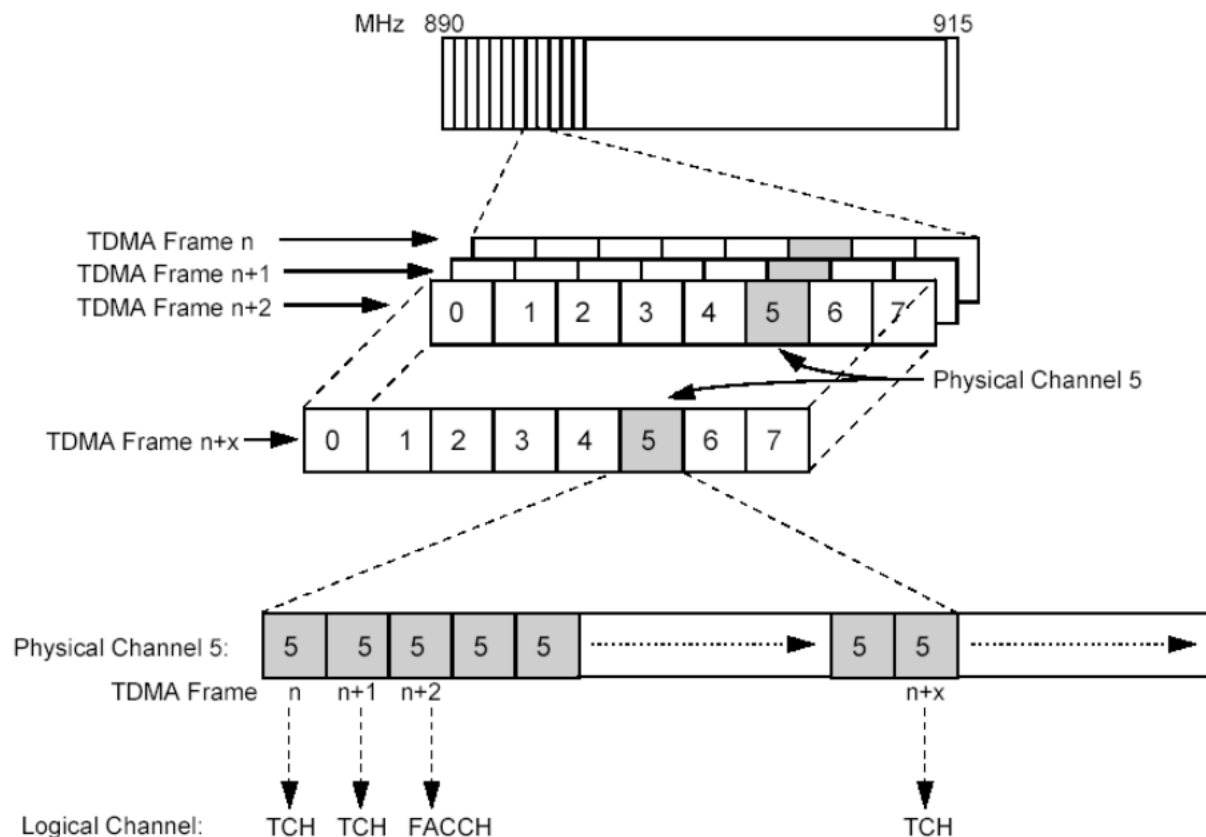 MHz 890 915
TDMA Frame n
TDMA Frame n+1
TDMA Frame n+2
0 1 2 3 4 5 6 7
Physical Channel 5
TDMA Frame n+x
0 1 2 3 4 5 6 7
Physical Channel 5: 5 5 5 5 5 5 5
TDMA Frame n n+1 n+2 n+x
Logical Channel: TCH TCH FACCH TCH